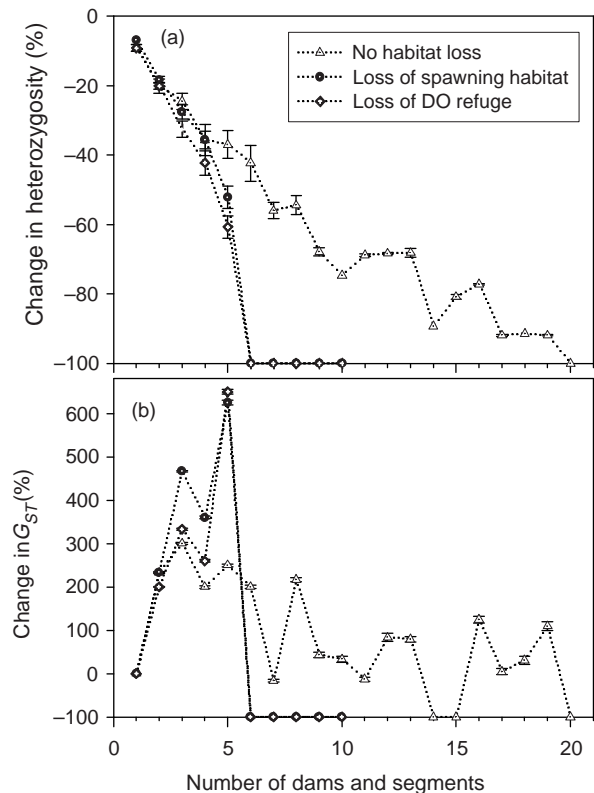 (a)
No habitat loss
Loss of spawning habitat
Loss of DO refuge
Change in heterozygosity (%)
0
–20
–40
–60
–80
–100
(b)
Change in G_ST (%)
600
500
400
300
200
100
0
–100
0 5 10 15 20
Number of dams and segments